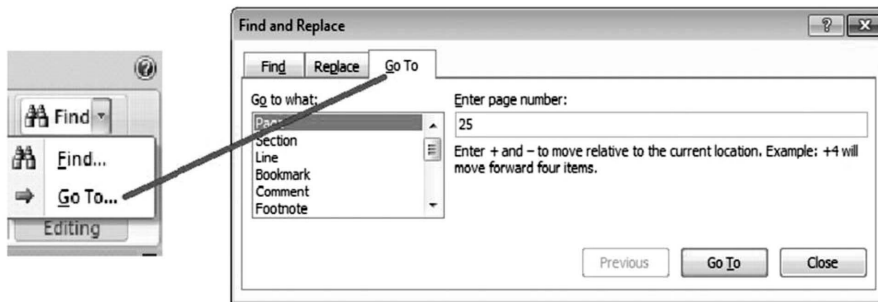 Find
Find...
Go To...
Editing
Find and Replace
Find Replace Go To
Go to what:
Page
Section
Line
Bookmark
Comment
Footnote
Enter page number:
25
Enter + and – to move relative to the current location. Example: +4 will
move forward four items.
Previous Go To Close